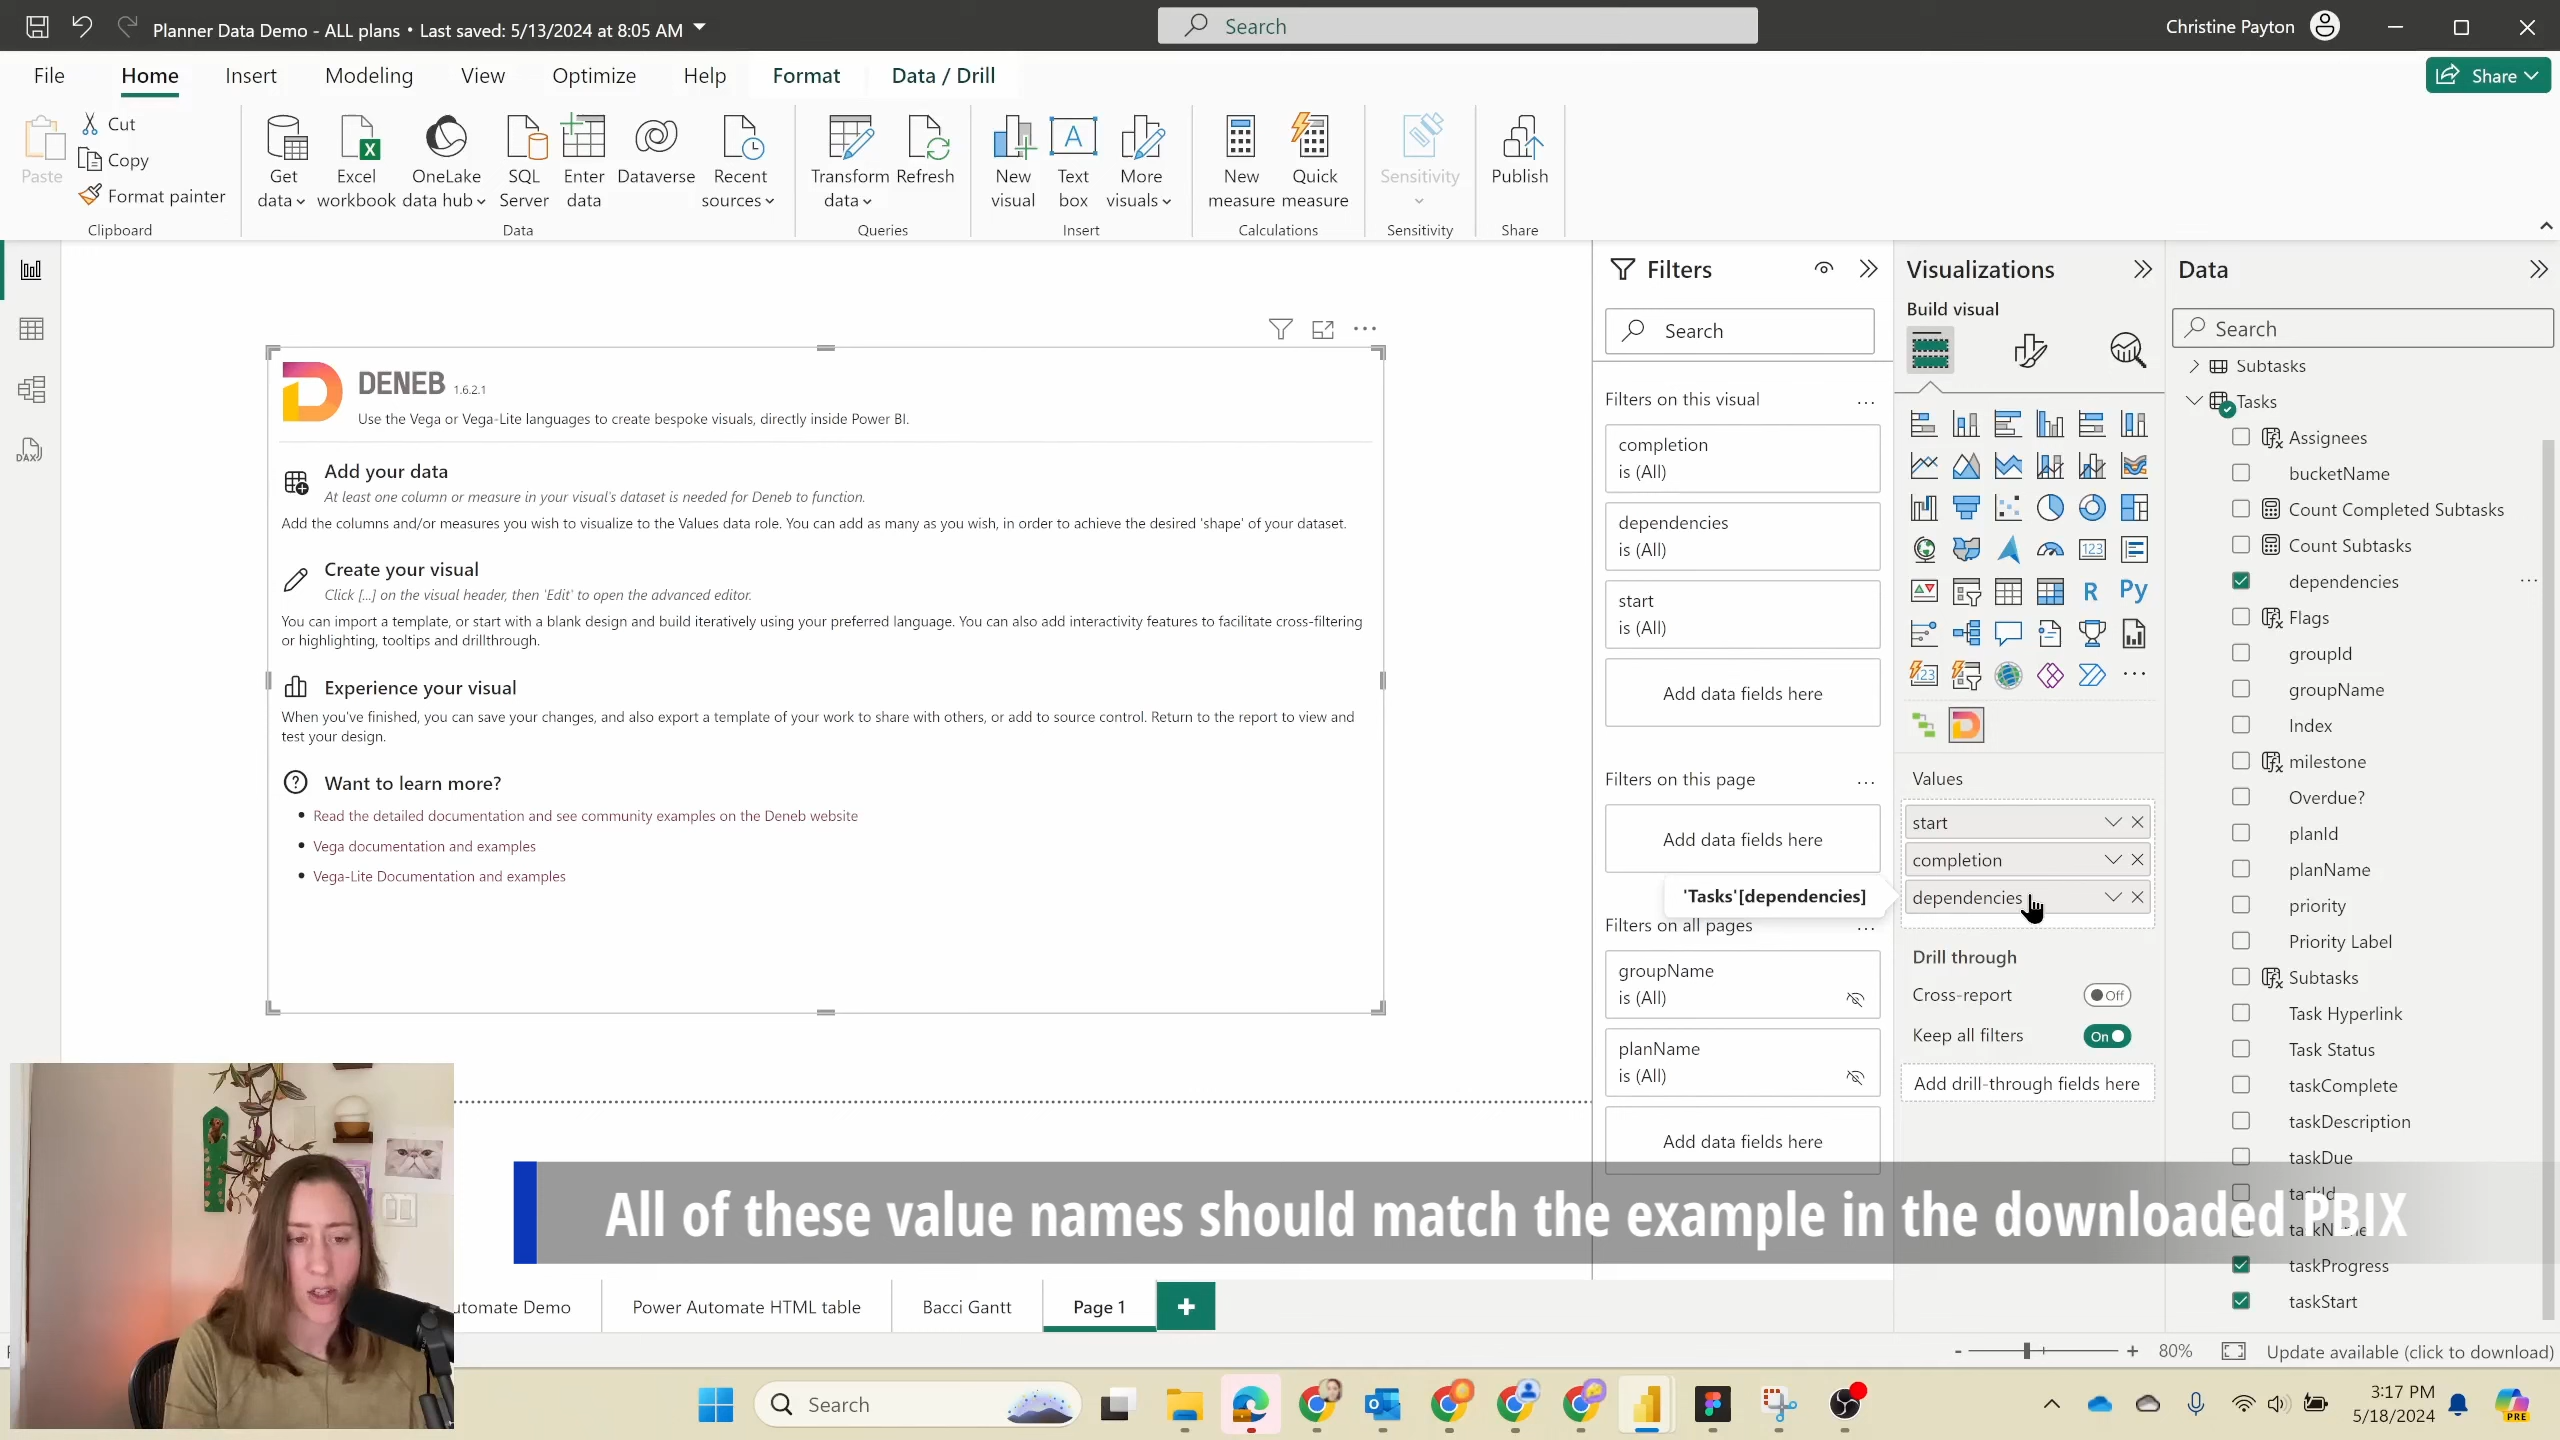 Planner Data Demo - ALL plans • Last saved: 5/13/2024 at 8:05 AM
Search
Christine Payton
File
Home
Insert
Modeling
View
Optimize
Help
Format
Data / Drill
Share
Paste
Cut
Copy
Format painter
Get data
Excel workbook
OneLake data hub
SQL Server
Enter data
Dataverse
Recent sources
Transform data
Refresh
New visual
Text box
More visuals
New measure
Quick measure
Sensitivity
Publish
Clipboard
Data
Queries
Insert
Calculations
Sensitivity
Share
DENEB 1.6.2.1
Use the Vega or Vega-Lite languages to create bespoke visuals, directly inside Power BI.
Add your data
At least one column or measure in your visual's dataset is needed for Deneb to function.
Add the columns and/or measures you wish to visualize to the Values data role. You can add as many as you wish, in order to achieve the desired 'shape' of your dataset.
Create your visual
Click [...] on the visual header, then 'Edit' to open the advanced editor.
You can import a template, or start with a blank design and build iteratively using your preferred language. You can also add interactivity features to facilitate cross-filtering
or highlighting, tooltips and drillthrough.
Experience your visual
When you've finished, you can save your changes, and also export a template of your work to share with others, or add to source control. Return to the report to view and
test your design.
Want to learn more?
• Read the detailed documentation and see community examples on the Deneb website
• Vega documentation and examples
• Vega-Lite Documentation and examples
Filters
Search
Filters on this visual
completion
is (All)
dependencies
is (All)
start
is (All)
Add data fields here
Filters on this page
Add data fields here
'Tasks'[dependencies]
Filters on all pages
groupName
is (All)
planName
is (All)
Add data fields here
Visualizations
Build visual
123
R
Py
123
Values
start
completion
dependencies
Drill through
Cross-report
Off
Keep all filters
On
Add drill-through fields here
Data
Search
Subtasks
Tasks
Assignees
bucketName
Count Completed Subtasks
Count Subtasks
dependencies
Flags
groupId
groupName
Index
milestone
Overdue?
planId
planName
priority
Priority Label
Subtasks
Task Hyperlink
Task Status
taskComplete
taskDescription
taskDue
taskId
taskName
taskProgress
taskStart
DAX
All of these value names should match the example in the downloaded PBIX
utomate Demo
Power Automate HTML table
Bacci Gantt
Page 1
80%
Update available (click to download)
Search
3:17 PM
5/18/2024
PRE